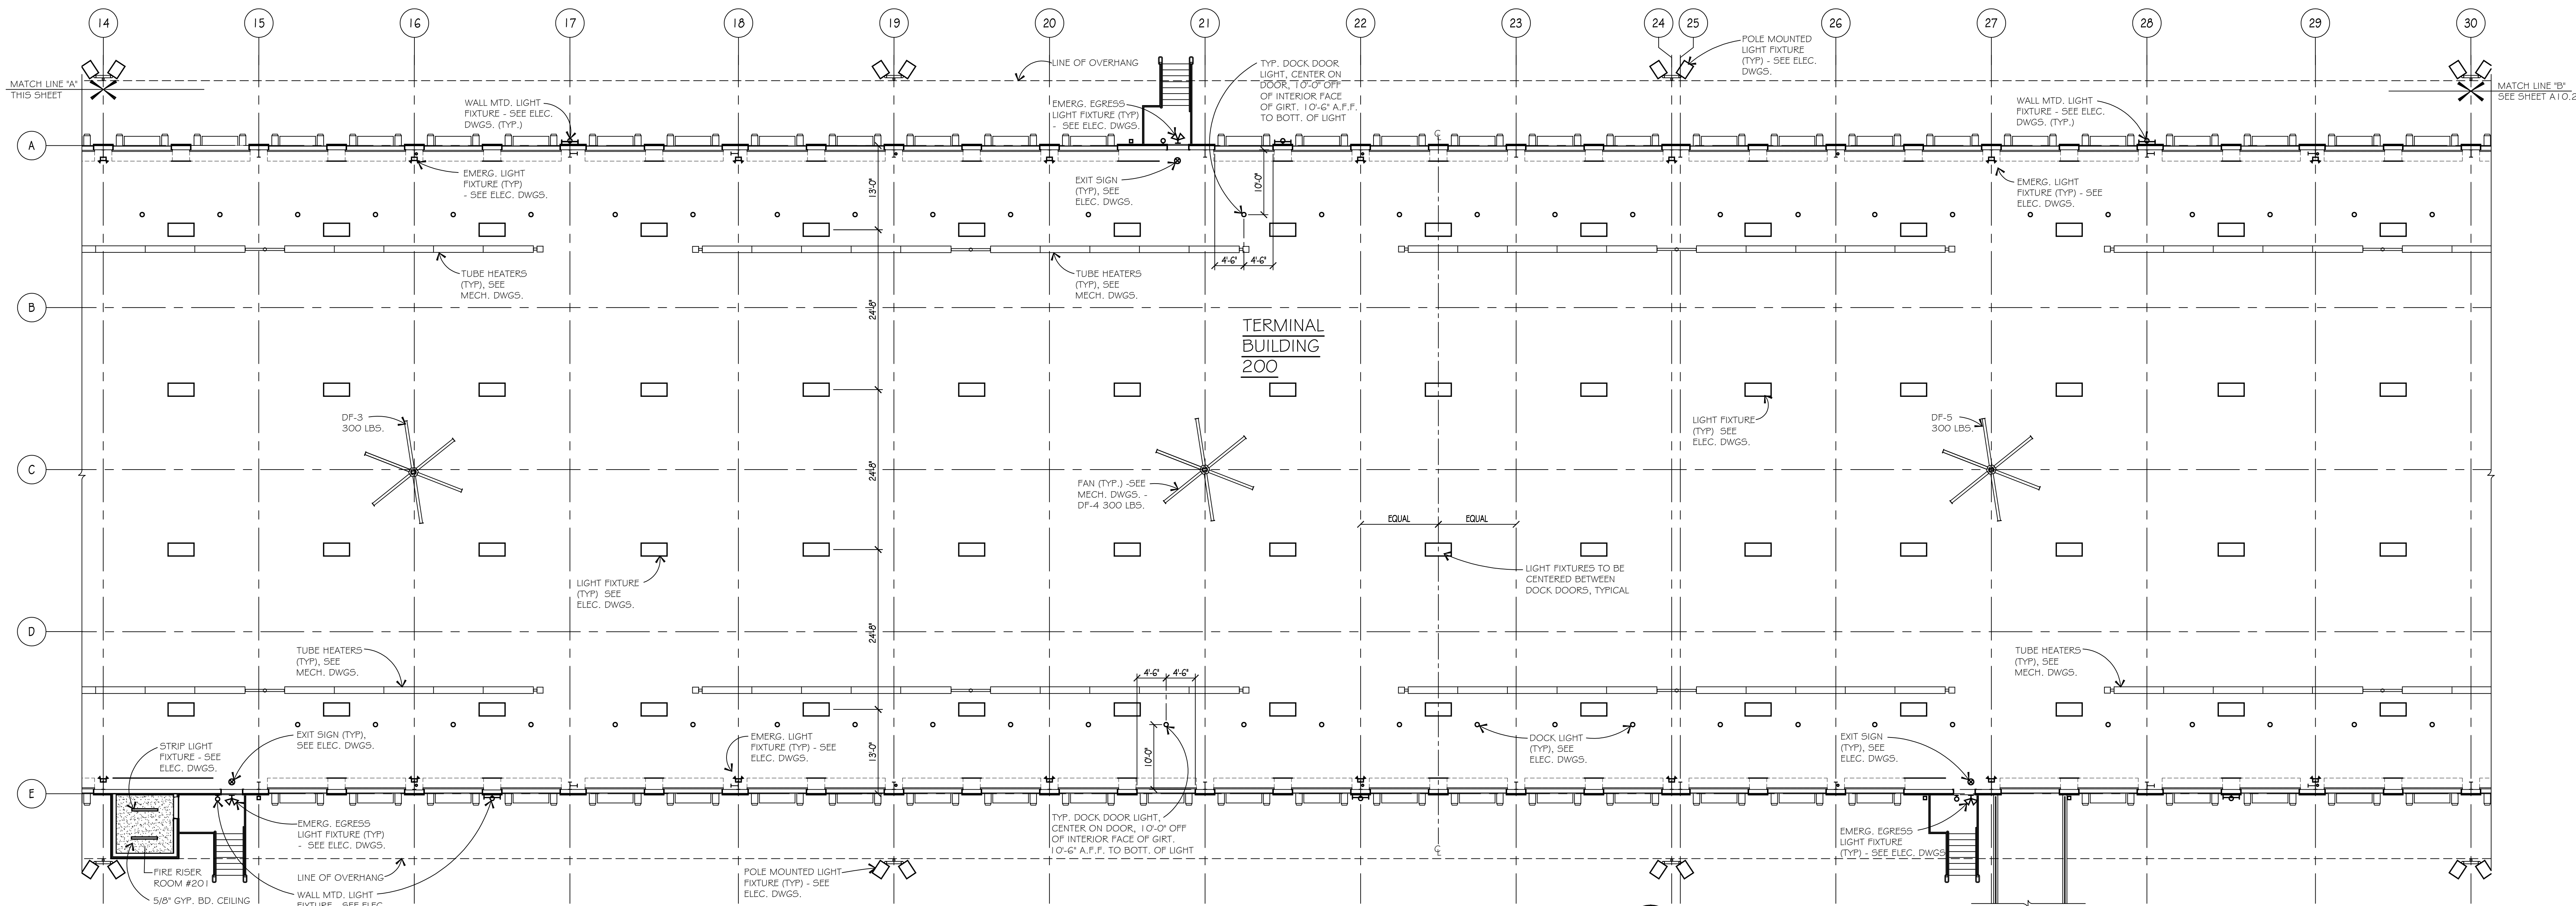 14 15 16 17 18 19 20 21 22 23 24 25 26 27 28 29 30
MATCH LINE "A"
THIS SHEET
LINE OF OVERHANG
TYP. DOCK DOOR
LIGHT, CENTER ON
DOOR, 10'-0" OFF
OF INTERIOR FACE
OF GIRT. 10'-6" A.F.F.
TO BOTT. OF LIGHT
POLE MOUNTED
LIGHT FIXTURE
(TYP) - SEE ELEC.
DWGS.
MATCH LINE "B"
SEE SHEET A10.2
WALL MTD. LIGHT
FIXTURE - SEE ELEC.
DWGS. (TYP.)
EMERG. EGRESS
LIGHT FIXTURE (TYP)
- SEE ELEC. DWGS.
WALL MTD. LIGHT
FIXTURE - SEE ELEC.
DWGS. (TYP.)
A
℄
EMERG. LIGHT
FIXTURE (TYP)
- SEE ELEC. DWGS.
13'-0"
EXIT SIGN
(TYP), SEE
ELEC. DWGS.
10'-0"
EMERG. LIGHT
FIXTURE (TYP) - SEE
ELEC. DWGS.
4'-6" 4'-6"
TUBE HEATERS
(TYP), SEE
MECH. DWGS.
TUBE HEATERS
(TYP), SEE
MECH. DWGS.
B
24'-8"
TERMINAL
BUILDING
200
DF-3
300 LBS.
LIGHT FIXTURE
(TYP) SEE
ELEC. DWGS.
DF-5
300 LBS.
C
24'-8"
FAN (TYP.) -SEE
MECH. DWGS. -
DF-4 300 LBS.
EQUAL EQUAL
LIGHT FIXTURE
(TYP) SEE
ELEC. DWGS.
LIGHT FIXTURES TO BE
CENTERED BETWEEN
DOCK DOORS, TYPICAL
D
24'-8"
TUBE HEATERS
(TYP), SEE
MECH. DWGS.
4'-6" 4'-6"
TUBE HEATERS
(TYP), SEE
MECH. DWGS.
STRIP LIGHT
FIXTURE - SEE
ELEC. DWGS.
EXIT SIGN (TYP),
SEE ELEC. DWGS.
EMERG. LIGHT
FIXTURE (TYP) - SEE
ELEC. DWGS.
13'-0"
10'-0"
DOCK LIGHT
(TYP), SEE
ELEC. DWGS.
EXIT SIGN
(TYP), SEE
ELEC. DWGS.
E
EMERG. EGRESS
LIGHT FIXTURE (TYP)
- SEE ELEC. DWGS.
TYP. DOCK DOOR LIGHT,
CENTER ON DOOR, 10'-0" OFF
OF INTERIOR FACE OF GIRT.
10'-6" A.F.F. TO BOTT. OF LIGHT
℄
EMERG. EGRESS
LIGHT FIXTURE
(TYP) - SEE ELEC. DWGS
FIRE RISER
ROOM #201
LINE OF OVERHANG
POLE MOUNTED LIGHT
FIXTURE (TYP) - SEE
ELEC. DWGS.
5/8" GYP. BD. CEILING
WALL MTD. LIGHT
FIXTURE - SEE ELEC.